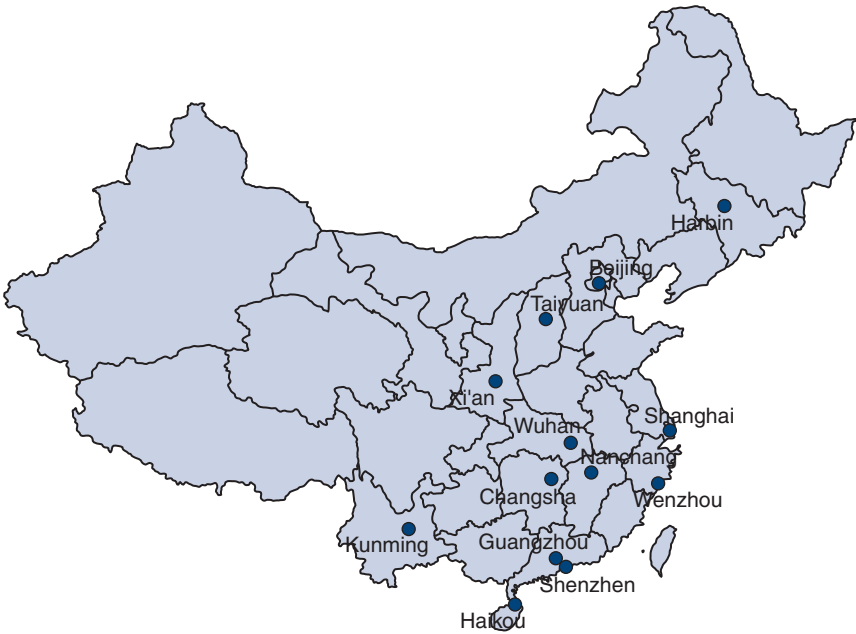 Harbin
Beijing
Taiyuan
Xi'an
Shanghai
Wuhan
Nanchang
Changsha
Wenzhou
Guangzhou
Kunming
Shenzhen
Haikou